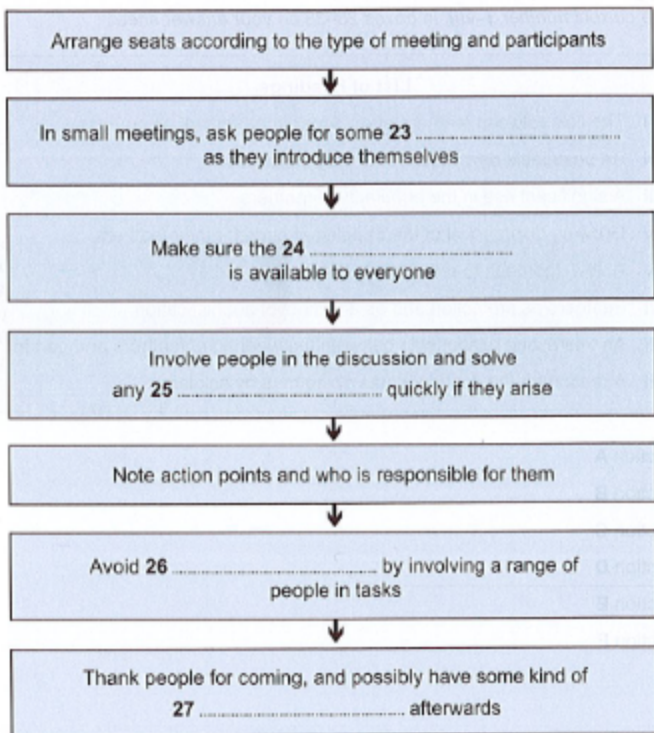 Arrange seats according to the type of meeting and participants
In small meetings, ask people for some 23 ........................................
as they introduce themselves
Make sure the 24 ........................................
is available to everyone
Involve people in the discussion and solve
any 25 ........................................ quickly if they arise
Note action points and who is responsible for them
Avoid 26 ........................................ by involving a range of
people in tasks
Thank people for coming, and possibly have some kind of
27 ........................................ afterwards